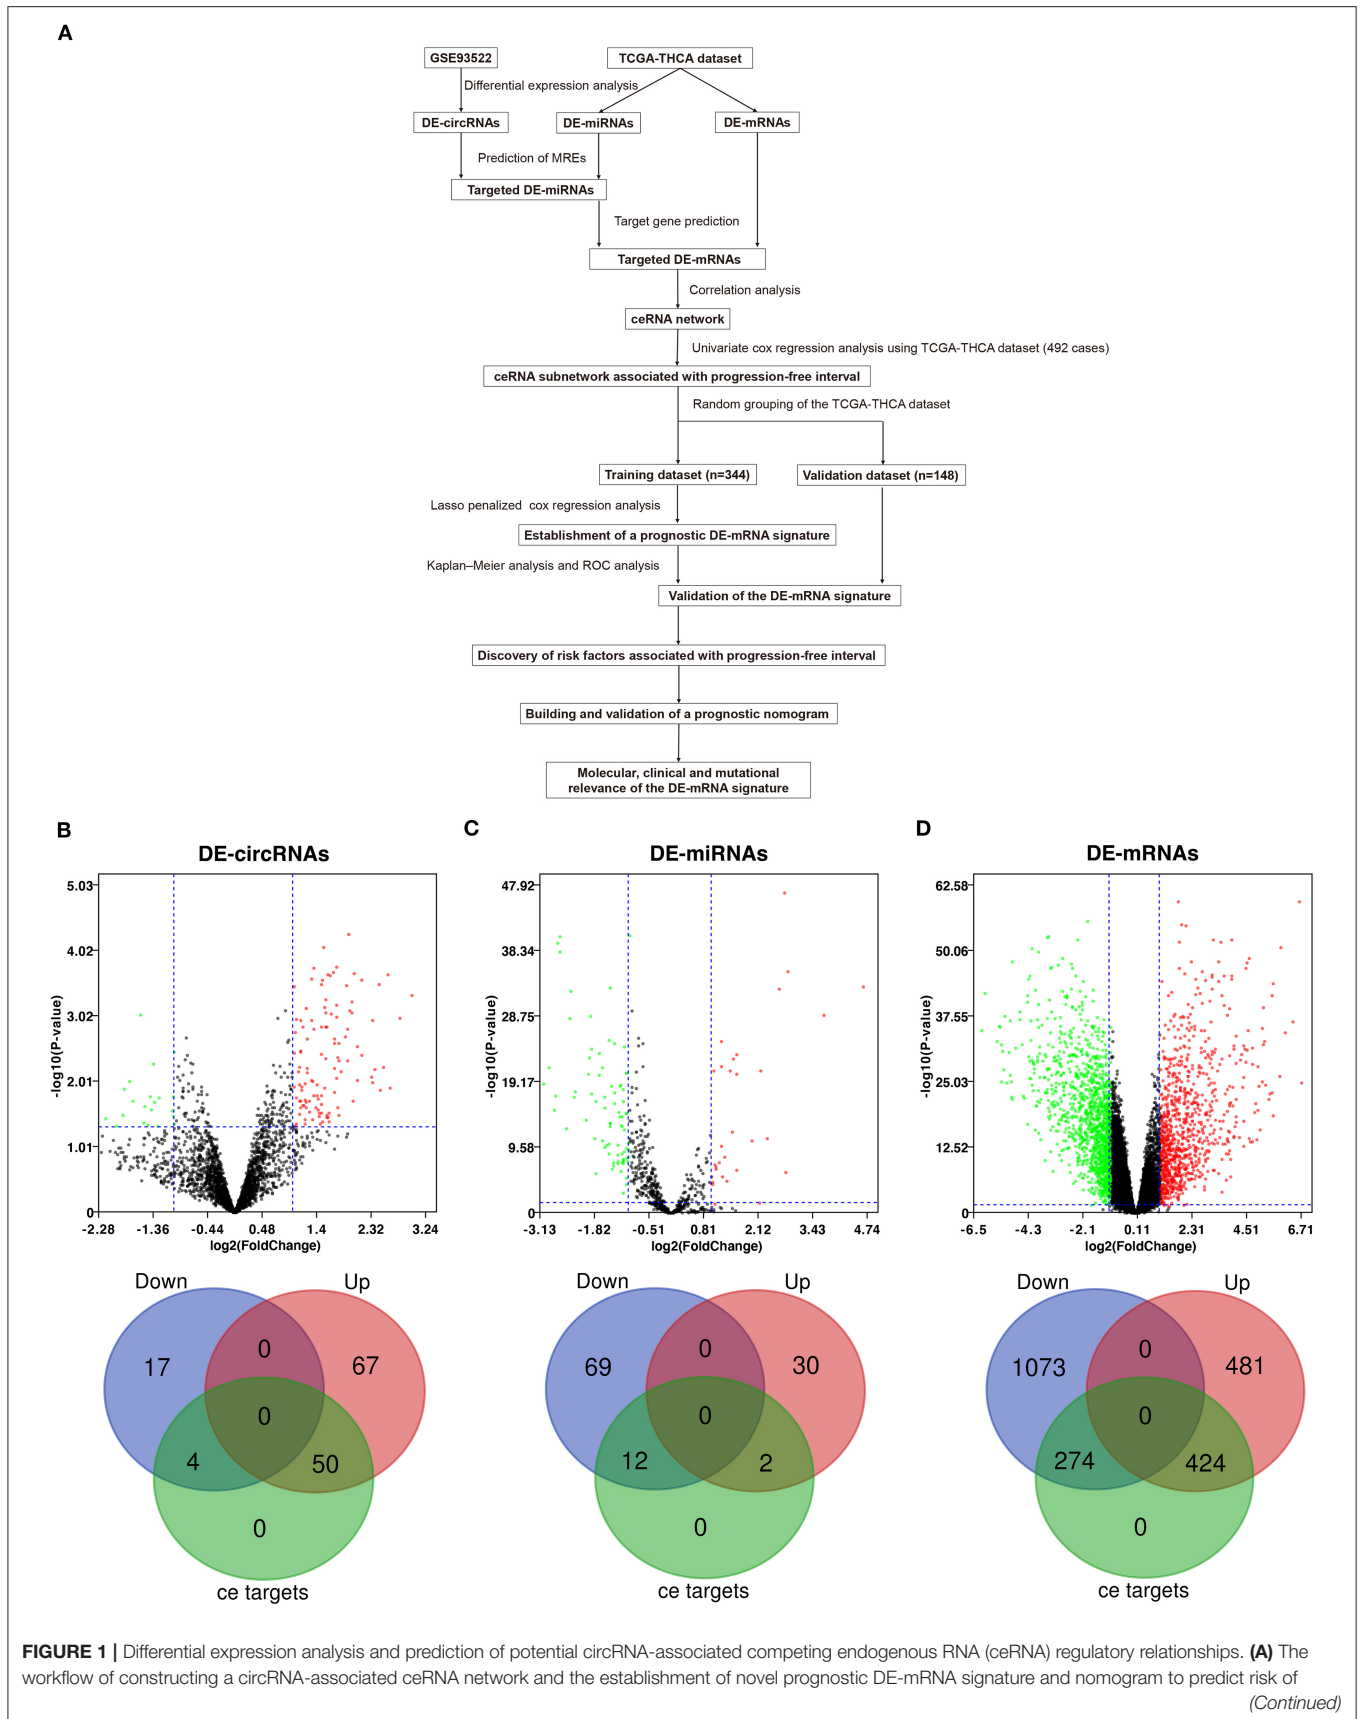 A
GSE93522
TCGA-THCA dataset
Differential expression analysis
DE-circRNAs
DE-miRNAs
DE-mRNAs
Prediction of MREs
Targeted DE-miRNAs
Target gene prediction
Targeted DE-mRNAs
Correlation analysis
ceRNA network
Univariate cox regression analysis using TCGA-THCA dataset (492 cases)
ceRNA subnetwork associated with progression-free interval
Random grouping of the TCGA-THCA dataset
Training dataset (n=344)
Validation dataset (n=148)
Lasso penalized cox regression analysis
Establishment of a prognostic DE-mRNA signature
Kaplan–Meier analysis and ROC analysis
Validation of the DE-mRNA signature
Discovery of risk factors associated with progression-free interval
Building and validation of a prognostic nomogram
Molecular, clinical and mutational
relevance of the DE-mRNA signature
B
DE-circRNAs
5.03
4.02
3.02
2.01
1.01
0
-log10(P-value)
-2.28 -1.36 -0.44 0.48 1.4 2.32 3.24
log2(FoldChange)
Down
Up
17
0
67
0
4
50
0
ce targets
C
DE-miRNAs
47.92
38.34
28.75
19.17
9.58
0
-log10(P-value)
-3.13 -1.82 -0.51 0.81 2.12 3.43 4.74
log2(FoldChange)
Down
Up
69
0
30
0
12
2
0
ce targets
D
DE-mRNAs
62.58
50.06
37.55
25.03
12.52
0
-log10(P-value)
-6.5 -4.3 -2.1 0.11 2.31 4.51 6.71
log2(FoldChange)
Down
Up
1073
0
481
0
274
424
0
ce targets
FIGURE 1 | Differential expression analysis and prediction of potential circRNA-associated competing endogenous RNA (ceRNA) regulatory relationships. (A) The
workflow of constructing a circRNA-associated ceRNA network and the establishment of novel prognostic DE-mRNA signature and nomogram to predict risk of
(Continued)